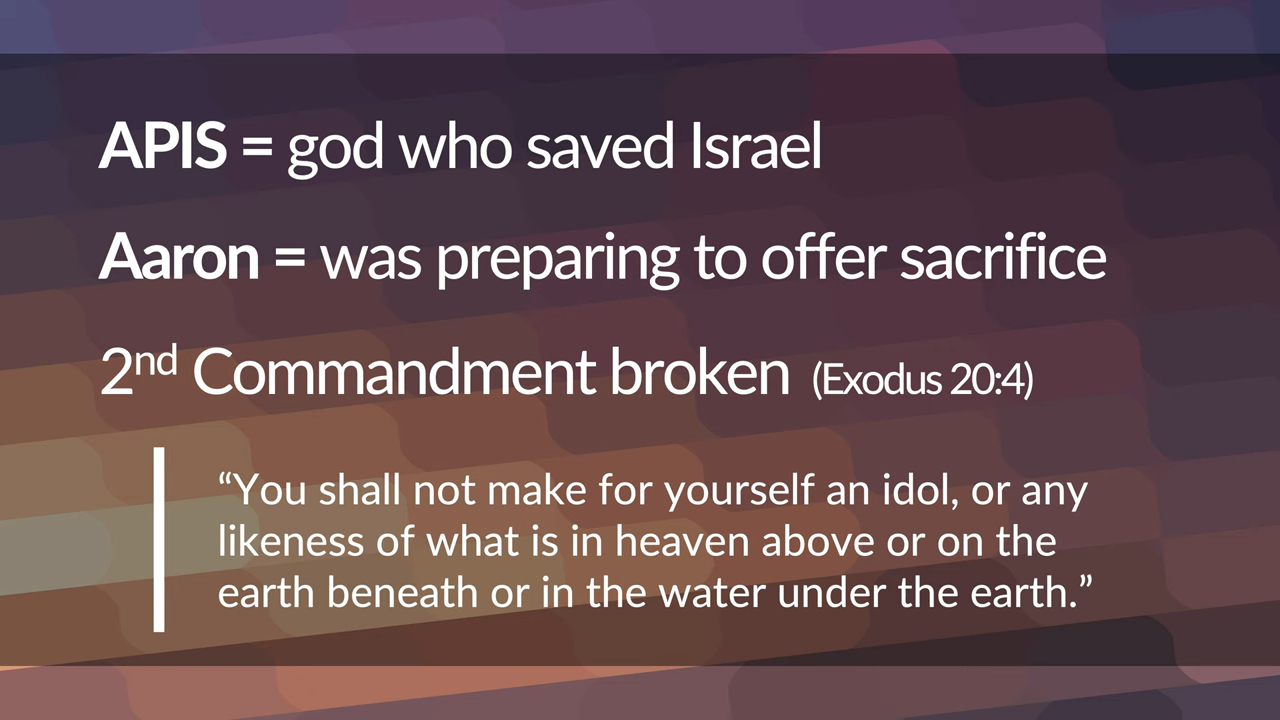 APIS = god who saved Israel
Aaron = was preparing to offer sacrifice
2nd Commandment broken (Exodus 20:4)
“You shall not make for yourself an idol, or any
likeness of what is in heaven above or on the
earth beneath or in the water under the earth.”